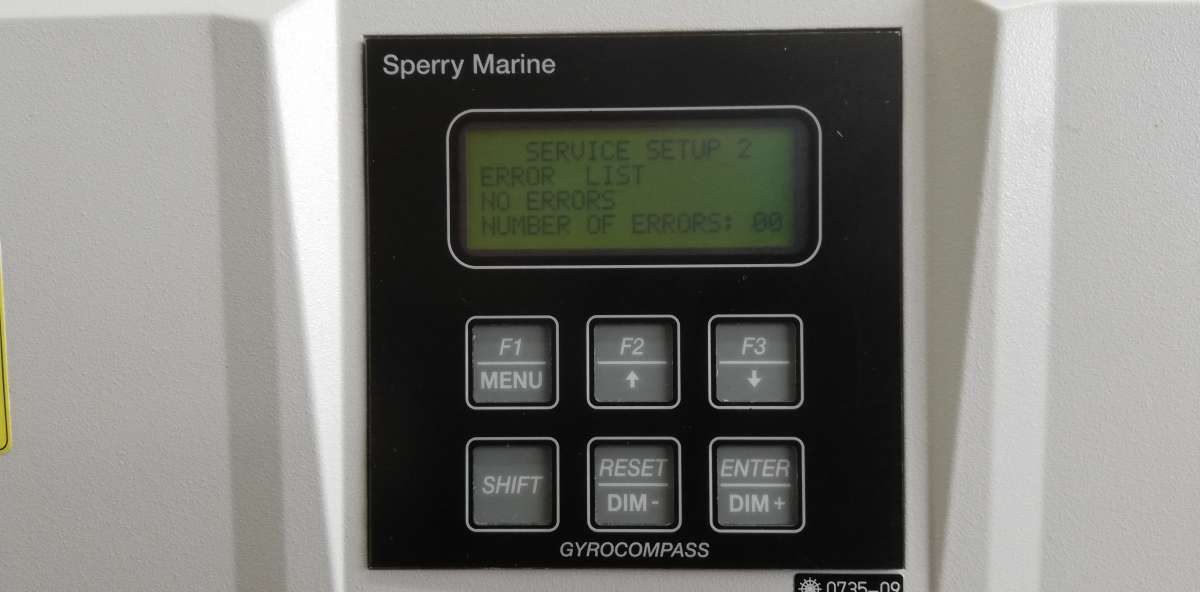 Sperry Marine
SERVICE SETUP 2
ERROR LIST
NO ERRORS
NUMBER OF ERRORS: 00
F1
MENU
F2
↑
F3
↓
SHIFT
RESET
DIM -
ENTER
DIM +
GYROCOMPASS
0735-09